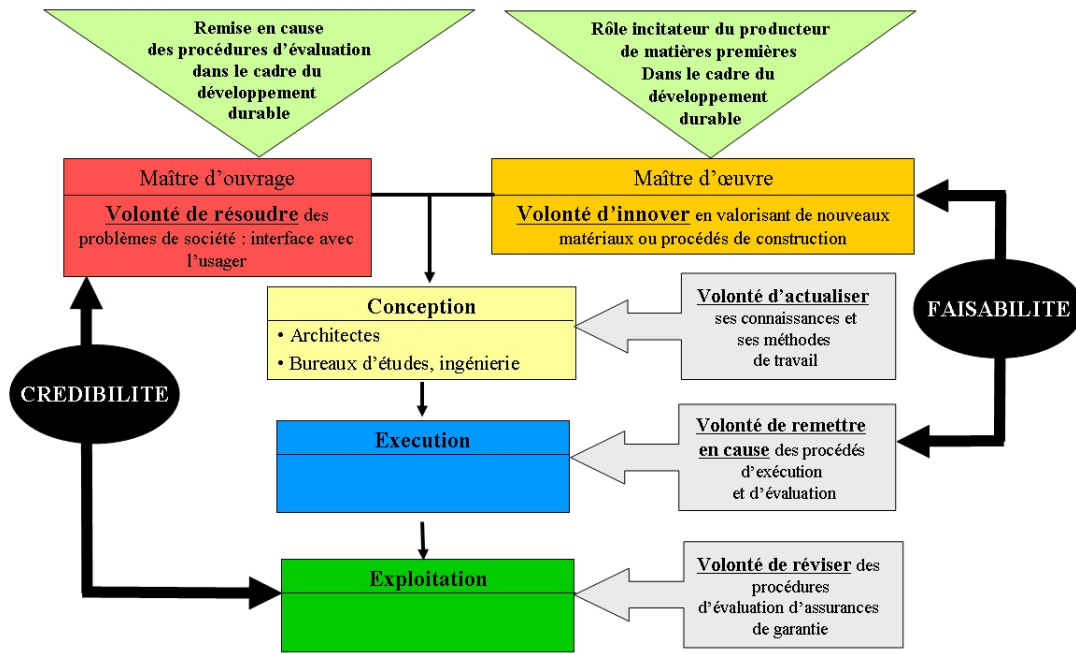 Remise en cause
des procédures d’évaluation
dans le cadre du
développement
durable
Rôle incitateur du producteur
de matières premières
Dans le cadre du
développement
durable
Maître d’ouvrage
Volonté de résoudre des
problèmes de société : interface avec
l’usager
Maître d’œuvre
Volonté d’innover en valorisant de nouveaux
matériaux ou procédés de construction
Conception
• Architectes
• Bureaux d’études, ingénierie
Volonté d’actualiser
ses connaissances et
ses méthodes
de travail
FAISABILITE
CREDIBILITE
Execution
Volonté de remettre
en cause des procédés
d’exécution
et d’évaluation
Exploitation
Volonté de réviser des
procédures
d’évaluation d’assurances
de garantie